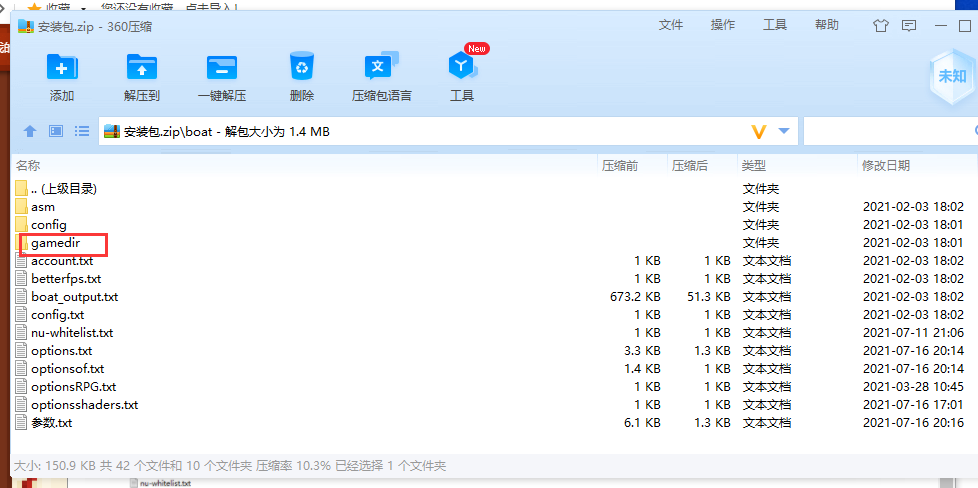 收藏 您还没有收藏，点击导入！
安装包.zip - 360压缩 文件 操作 工具 帮助
New
添加 解压到 一键解压 删除 压缩包语言 工具 未知
文
安装包.zip\boat - 解包大小为 1.4 MB
名称 压缩前 压缩后 类型 修改日期
.. (上级目录) 文件夹
asm 文件夹 2021-02-03 18:02
config 文件夹 2021-02-03 18:01
gamedir 文件夹 2021-02-03 18:01
account.txt 1 KB 1 KB 文本文档 2021-02-03 18:02
betterfps.txt 1 KB 1 KB 文本文档 2021-02-03 18:02
boat_output.txt 673.2 KB 51.3 KB 文本文档 2021-02-03 18:02
config.txt 1 KB 1 KB 文本文档 2021-02-03 18:02
nu-whitelist.txt 1 KB 1 KB 文本文档 2021-07-11 21:06
options.txt 3.3 KB 1.3 KB 文本文档 2021-07-16 20:14
optionsof.txt 1.4 KB 1 KB 文本文档 2021-07-16 20:14
optionsRPG.txt 1 KB 1 KB 文本文档 2021-03-28 10:45
optionsshaders.txt 1 KB 1 KB 文本文档 2021-07-16 17:01
参数.txt 6.1 KB 1.3 KB 文本文档 2021-07-16 20:16
大小: 150.9 KB 共 42 个文件和 10 个文件夹 压缩率 10.3% 已经选择 1 个文件夹
nu-whitelist.txt